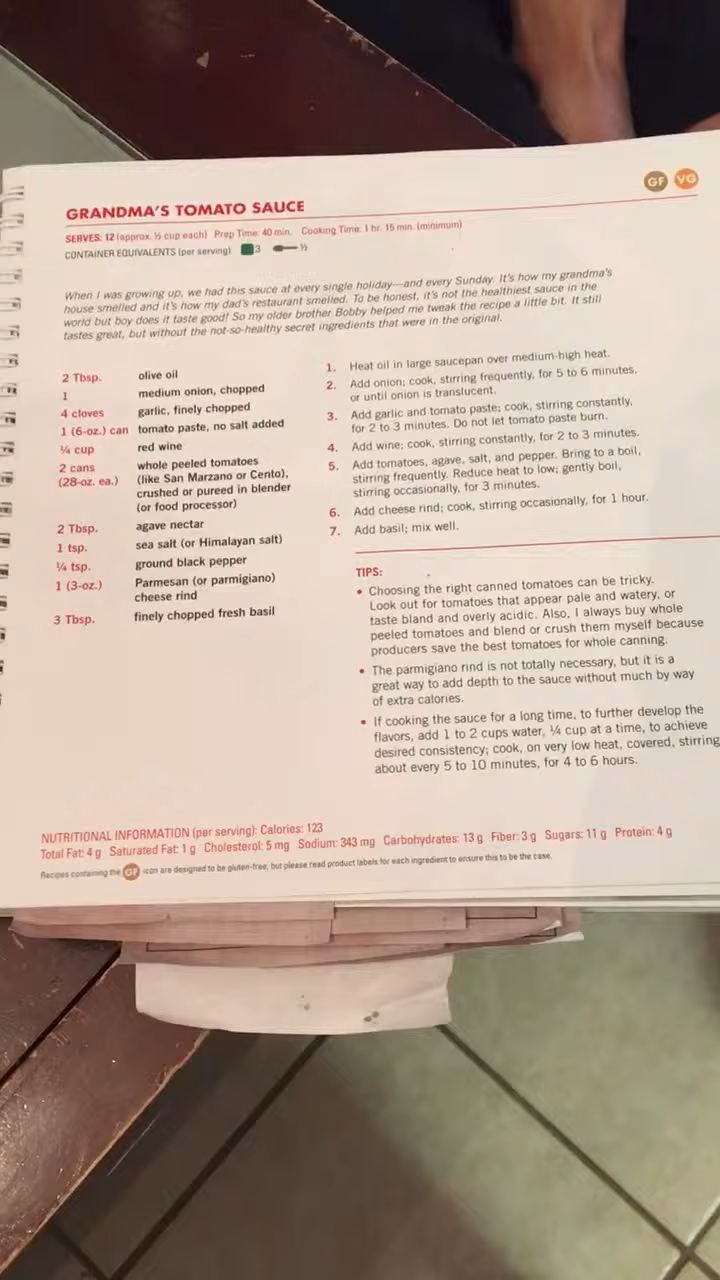 GF VG
GRANDMA'S TOMATO SAUCE
SERVES: 12 (approx. ½ cup each) Prep Time: 40 min. Cooking Time: 1 hr. 15 min. (minimum)
CONTAINER EQUIVALENTS (per serving): 3 ½
When I was growing up, we had this sauce at every single holiday—and every Sunday. It's how my grandma's
house smelled and it's how my dad's restaurant smelled. To be honest, it's not the healthiest sauce in the
world but boy does it taste good! So my older brother Bobby helped me tweak the recipe a little bit. It still
tastes great, but without the not-so-healthy secret ingredients that were in the original.
2 Tbsp. olive oil
1 medium onion, chopped
4 cloves garlic, finely chopped
1 (6-oz.) can tomato paste, no salt added
¼ cup red wine
2 cans whole peeled tomatoes
(28-oz. ea.) (like San Marzano or Cento),
crushed or pureed in blender
(or food processor)
2 Tbsp. agave nectar
1 tsp. sea salt (or Himalayan salt)
¼ tsp. ground black pepper
1 (3-oz.) Parmesan (or parmigiano)
cheese rind
3 Tbsp. finely chopped fresh basil
1. Heat oil in large saucepan over medium-high heat.
2. Add onion; cook, stirring frequently, for 5 to 6 minutes,
or until onion is translucent.
3. Add garlic and tomato paste; cook, stirring constantly,
for 2 to 3 minutes. Do not let tomato paste burn.
4. Add wine; cook, stirring constantly, for 2 to 3 minutes.
5. Add tomatoes, agave, salt, and pepper. Bring to a boil,
stirring frequently. Reduce heat to low; gently boil,
stirring occasionally, for 3 minutes.
6. Add cheese rind; cook, stirring occasionally, for 1 hour.
7. Add basil; mix well.
TIPS:
• Choosing the right canned tomatoes can be tricky.
Look out for tomatoes that appear pale and watery, or
taste bland and overly acidic. Also, I always buy whole
peeled tomatoes and blend or crush them myself because
producers save the best tomatoes for whole canning.
• The parmigiano rind is not totally necessary, but it is a
great way to add depth to the sauce without much by way
of extra calories.
• If cooking the sauce for a long time, to further develop the
flavors, add 1 to 2 cups water, ¼ cup at a time, to achieve
desired consistency; cook, on very low heat, covered, stirring
about every 5 to 10 minutes, for 4 to 6 hours.
NUTRITIONAL INFORMATION (per serving): Calories: 123
Total Fat: 4 g Saturated Fat: 1 g Cholesterol: 5 mg Sodium: 343 mg Carbohydrates: 13 g Fiber: 3 g Sugars: 11 g Protein: 4 g
Recipes containing the GF icon are designed to be gluten-free, but please read product labels for each ingredient to ensure this to be the case.